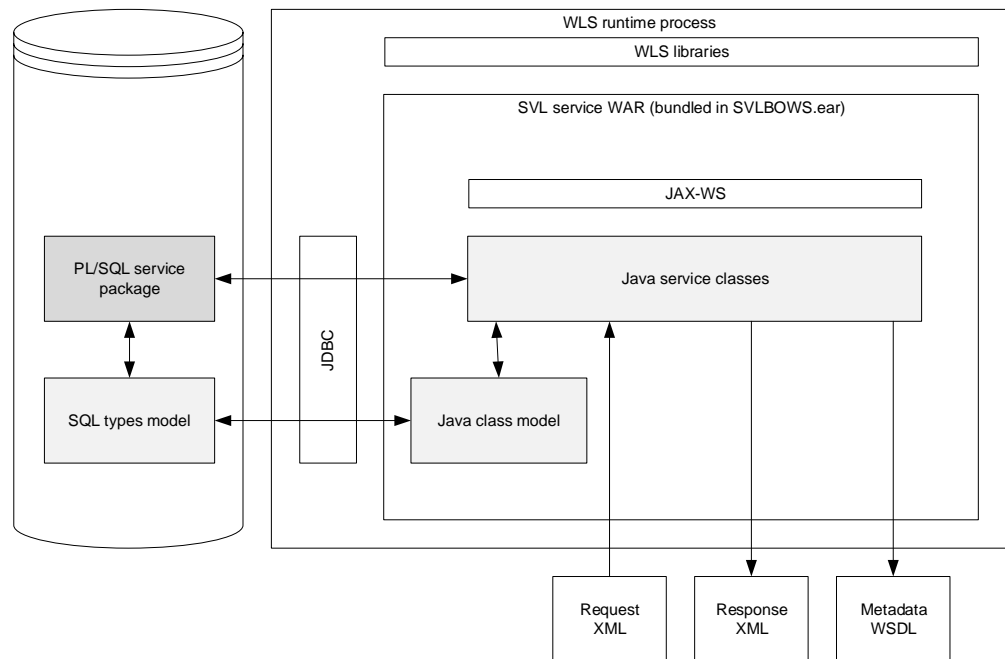 WLS runtime process
WLS libraries
SVL service WAR (bundled in SVLBOWS.ear)
JAX-WS
PL/SQL service
package
Java service classes
JDBC
SQL types model
Java class model
Request
XML
Response
XML
Metadata
WSDL